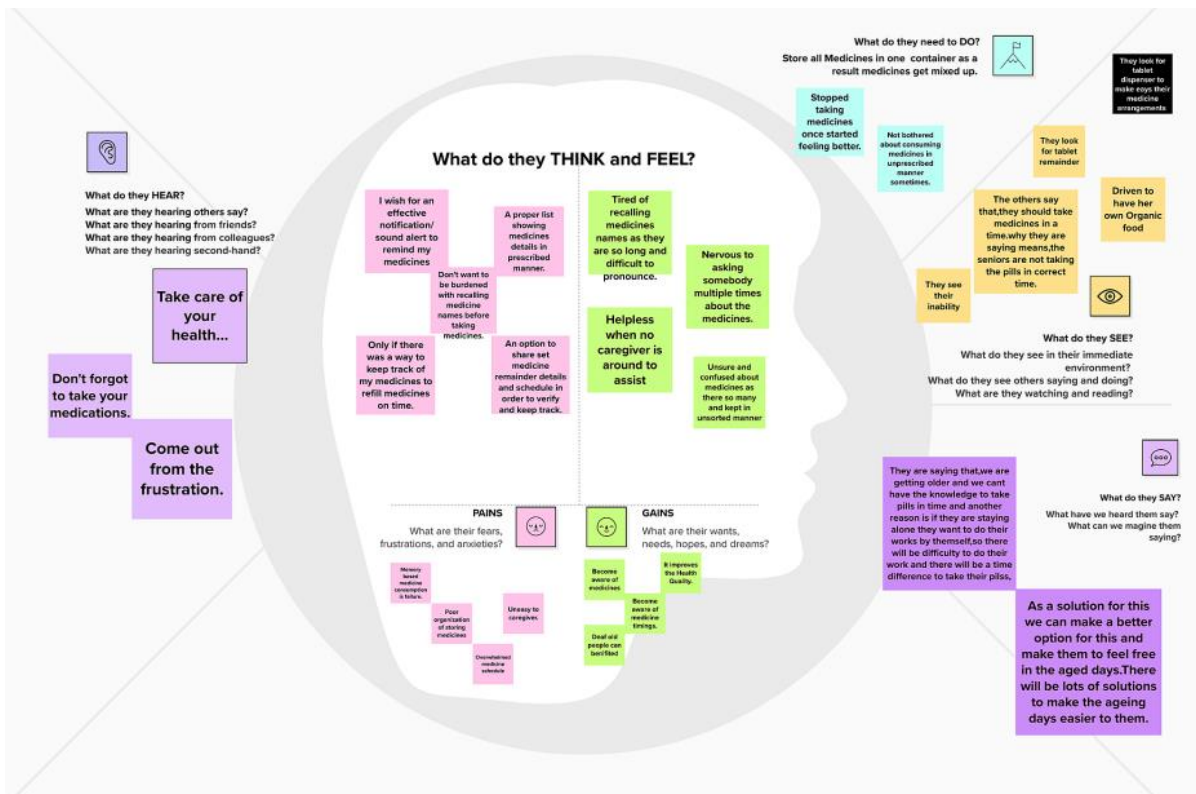 What do they need to DO?
Store all Medicines in one container as a
result medicines get mixed up.
Stopped
taking
medicines
once started
feeling better.
Not bothered
about consuming
medicines in
unprescribed
manner
sometimes.
They look for
tablet
dispenser to
make eays their
medicine
arrangements
What do they HEAR?
What are they hearing others say?
What are they hearing from friends?
What are they hearing from colleagues?
What are they hearing second-hand?
Take care of
your
health...
Don't forgot
to take your
medications.
Come out
from the
frustration.
What do they THINK and FEEL?
I wish for an
effective
notification/
sound alert to
remind my
medicines
A proper list
showing
medicines
details in
prescribed
manner.
Don't want to
be burdened
with recalling
medicine
names before
taking
medicines.
Only if there
was a way to
keep track of
my medicines to
refill medicines
on time.
An option to
share set
medicine
remainder details
and schedule in
order to verify
and keep track.
Tired of
recalling
medicines
names as they
are so long and
difficult to
pronounce.
Nervous to
asking
somebody
multiple times
about the
medicines.
Helpless
when no
caregiver is
around to
assist
Unsure and
confused about
medicines as
there so many
and kept in
unsorted manner
They look
for tablet
remainder
The others say
that,they should take
medicines in a
time.why they are
saying means,the
seniors are not taking
the pills in correct
time.
Driven to
have her
own Organic
food
They see
their
inability
What do they SEE?
What do they see in their immediate
environment?
What do they see others saying and doing?
What are they watching and reading?
They are saying that,we are
getting older and we cant
have the knowledge to take
pills in time and another
reason is if they are staying
alone they want to do their
works by themself,so there
will be difficulty to do their
work and there will be a time
difference to take their pilss,
What do they SAY?
What have we heard them say?
What can we magine them
saying?
As a solution for this
we can make a better
option for this and
make them to feel free
in the aged days.There
will be lots of solutions
to make the ageing
days easier to them.
PAINS
What are their fears,
frustrations, and anxieties?
Memory
based
medicine
consumption
is failure.
Poor
organization
of storing
medicines
Uneasy to
caregives
Overwhelmed
medicine
schedule
GAINS
What are their wants,
needs, hopes, and dreams?
Become
aware of
medicines
It improves
the Health
Quality.
Become
aware of
medicine
timings.
Deaf old
people can
benifited